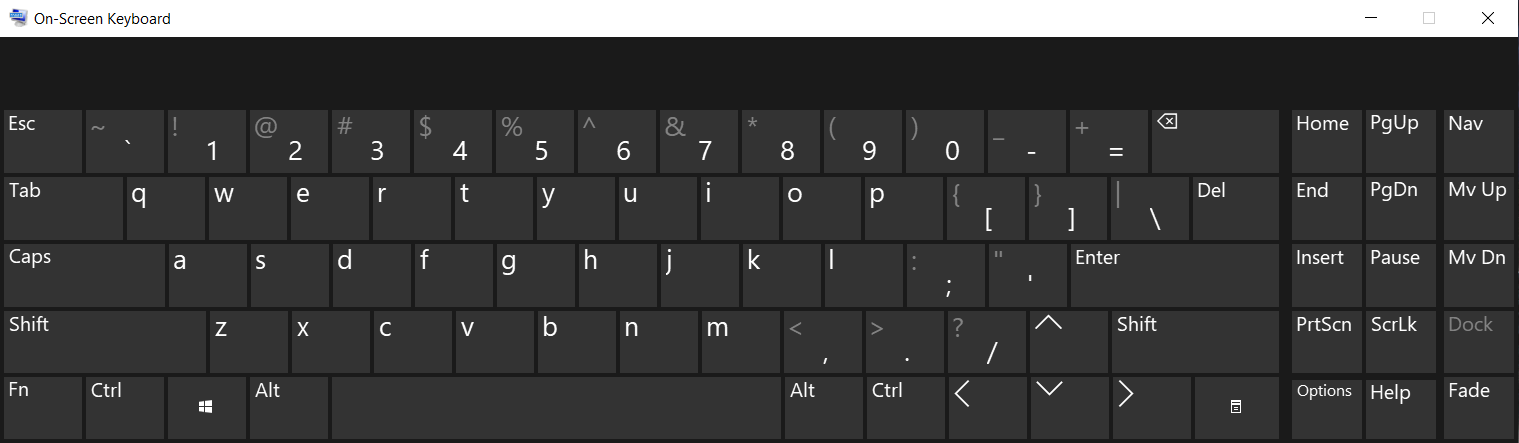 On-Screen Keyboard
Esc ~ ` ! 1 @ 2 # 3 $ 4 % 5 ^ 6 & 7 * 8 ( 9 ) 0 _ - + = Home PgUp Nav
Tab q w e r t y u i o p { [ } ] | \ Del End PgDn Mv Up
Caps a s d f g h j k l : ; " ' Enter Insert Pause Mv Dn
Shift z x c v b n m < , > . ? / Shift PrtScn ScrLk Dock
Fn Ctrl Alt Alt Ctrl Options Help Fade